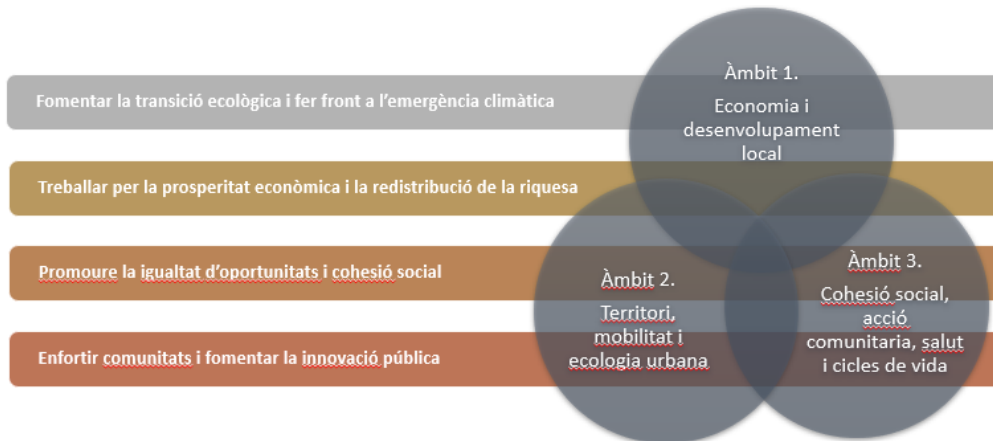 Fomentar la transició ecològica i fer front a l'emergència climàtica
Treballar per la prosperitat econòmica i la redistribució de la riquesa
Promoure la igualtat d'oportunitats i cohesió social
Enfortir comunitats i fomentar la innovació pública
Àmbit 1.
Economia i
desenvolupament
local
Àmbit 2.
Territori,
mobilitat i
ecologia urbana
Àmbit 3.
Cohesió social,
acció
comunitaria, salut
i cicles de vida